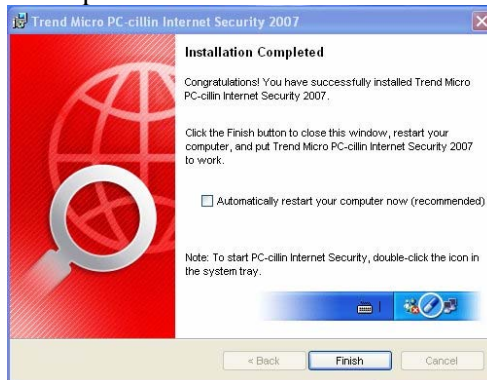 Trend Micro PC-cillin Internet Security 2007
Installation Completed
Congratulations! You have successfully installed Trend Micro
PC-cillin Internet Security 2007.
Click the Finish button to close this window, restart your
computer, and put Trend Micro PC-cillin Internet Security 2007
to work.
Automatically restart your computer now (recommended)
Note: To start PC-cillin Internet Security, double-click the icon in
the system tray.
< Back
Finish
Cancel